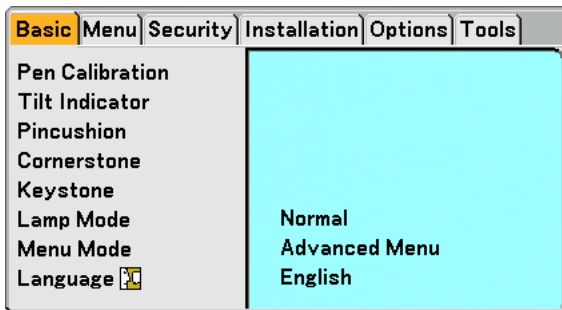 Basic Menu Security Installation Options Tools
Pen Calibration
Tilt Indicator
Pincushion
Cornerstone
Keystone
Lamp Mode Normal
Menu Mode Advanced Menu
Language English